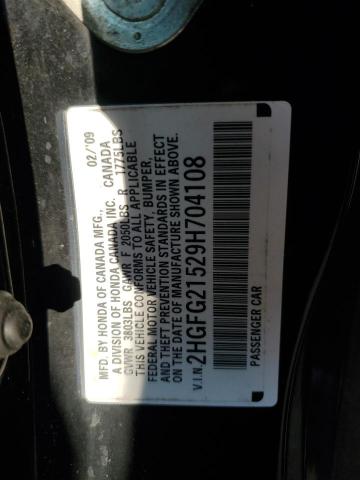 MFD. BY HONDA OF CANADA MFG., 02/'09
A DIVISION OF HONDA CANADA INC. CANADA
GVWR 3803LBS GAWR F 2050LBS R 1775LBS
THIS VEHICLE CONFORMS TO ALL APPLICABLE
FEDERAL MOTOR VEHICLE SAFETY, BUMPER,
AND THEFT PREVENTION STANDARDS IN EFFECT
ON THE DATE OF MANUFACTURE SHOWN ABOVE.
V.I.N. 2HGFG21529H704108
PASSENGER CAR